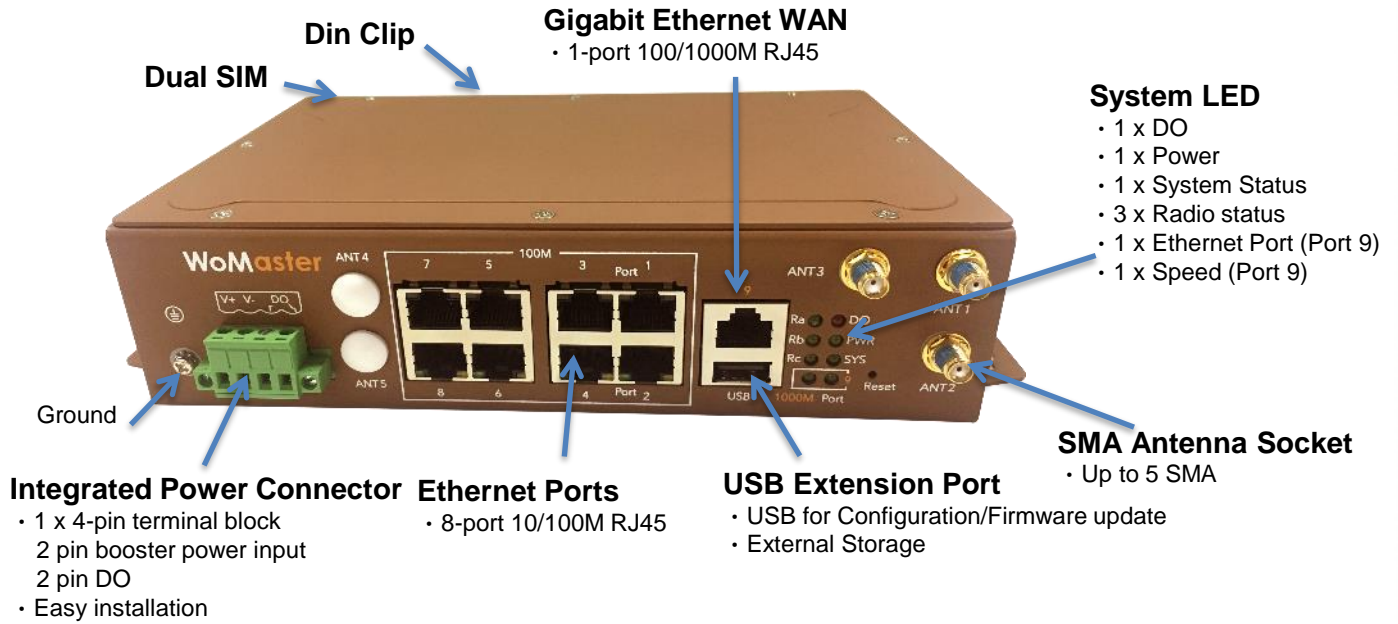 Gigabit Ethernet WAN
・1-port 100/1000M RJ45
Din Clip
Dual SIM
System LED
・1 x DO
・1 x Power
・1 x System Status
・3 x Radio status
・1 x Ethernet Port (Port 9)
・1 x Speed (Port 9)
WoMaster
ANT4
100M
7 5 3 Port 1
ANT3
9
ANT1
V+ V- DO
Ra DO
Rb PWR
Rc SYS
9
ANT5
8 6 4 Port 2
USB 1000M Port
Reset
ANT2
Ground
SMA Antenna Socket
・Up to 5 SMA
Integrated Power Connector
・1 x 4-pin terminal block
2 pin booster power input
2 pin DO
・Easy installation
Ethernet Ports
・8-port 10/100M RJ45
USB Extension Port
・USB for Configuration/Firmware update
・External Storage